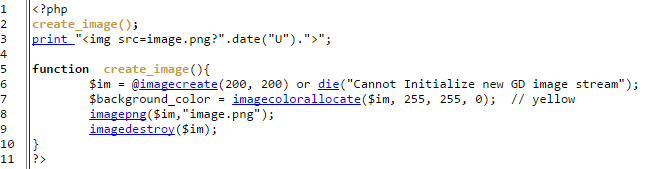 1 <?php
2 create_image();
3 print "<img src=image.png?".date("U").">";
4
5 function  create_image(){
6         $im = @imagecreate(200, 200) or die("Cannot Initialize new GD image stream");
7         $background_color = imagecolorallocate($im, 255, 255, 0);  // yellow
8         imagepng($im,"image.png");
9         imagedestroy($im);
10 }
11 ?>